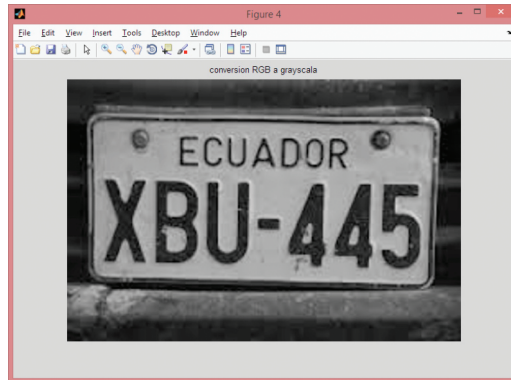 Figure 4
File Edit View Insert Tools Desktop Window Help
conversion RGB a grayscala
ECUADOR
XBU-445